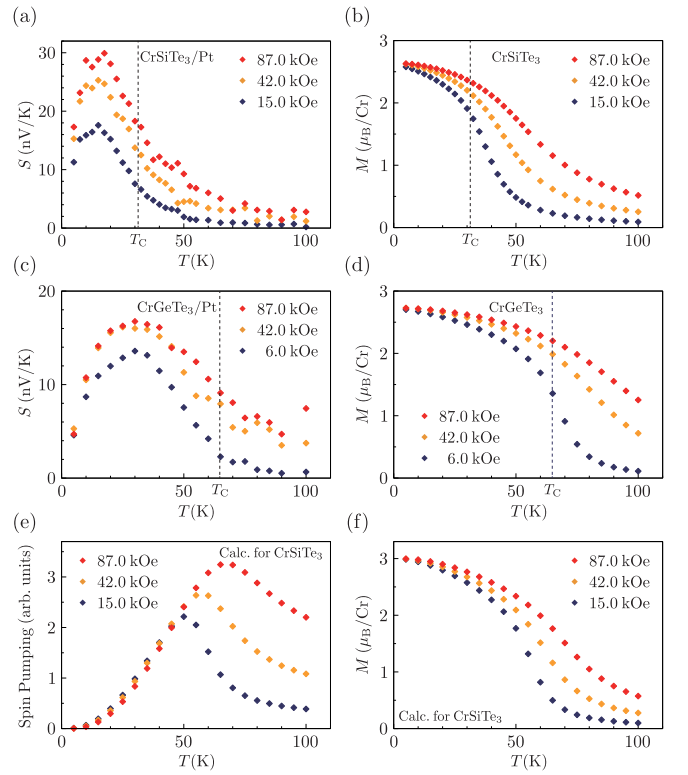 (a)
(b)
30
20
10
0
S (nV/K)
CrSiTe3/Pt
87.0 kOe
42.0 kOe
15.0 kOe
0
TC
50
100
T(K)
3
2
1
0
M (μB/Cr)
CrSiTe3
87.0 kOe
42.0 kOe
15.0 kOe
0
TC
50
100
T(K)
(c)
(d)
20
10
0
S (nV/K)
CrGeTe3/Pt
87.0 kOe
42.0 kOe
6.0 kOe
0
50
TC
100
T(K)
3
2
1
0
M (μB/Cr)
CrGeTe3
87.0 kOe
42.0 kOe
6.0 kOe
0
50
TC
100
T(K)
(e)
(f)
3
2
1
0
Spin Pumping (arb. units)
Calc. for CrSiTe3
87.0 kOe
42.0 kOe
15.0 kOe
0
50
100
T(K)
3
2
1
0
M (μB/Cr)
87.0 kOe
42.0 kOe
15.0 kOe
Calc. for CrSiTe3
0
50
100
T(K)